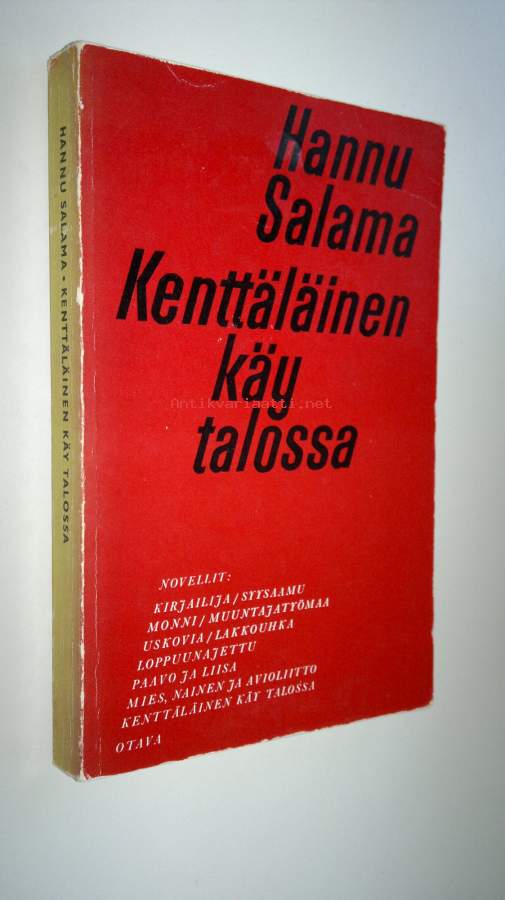 Hannu
Salama
Kenttäläinen
käy
talossa
Antikvariaatti.net
NOVELLIT:
KIRJAILIJA/SYYSAAMU
MONNI/MUUNTAJATYÖMAA
USKOVIA/LAKKOUHKA
LOPPUUNAJETTU
PAAVO JA LIISA
MIES, NAINEN JA AVIOLIITTO
KENTTÄLÄINEN KÄY TALOSSA
OTAVA
HANNU SALAMA • KENTTÄLÄINEN KÄY TALOSSA